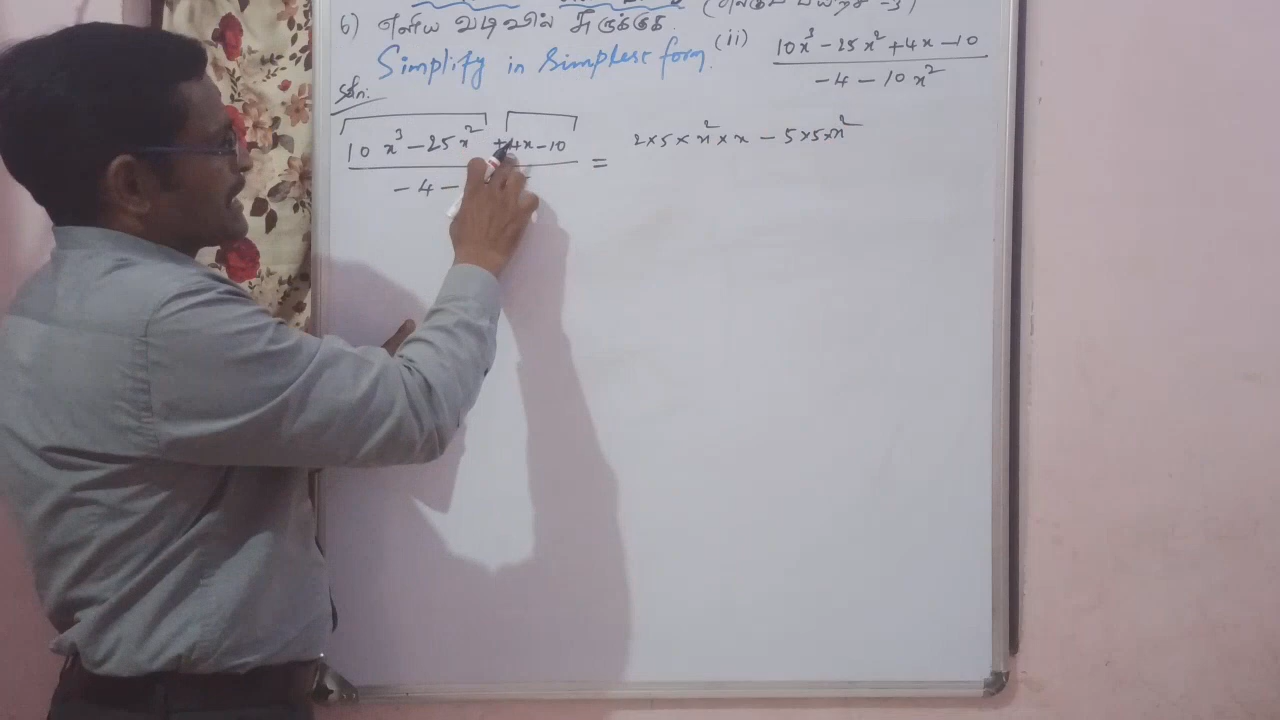 6) எளிய வடிவில் சுருக்குக.
Simplify in simplest form. (ii) 10x³ - 25x² + 4x - 10 / -4 - 10x²
Soln:
10x³ - 25x² + 4x - 10 = 2×5×x²×x - 5×5×x²
-4 -